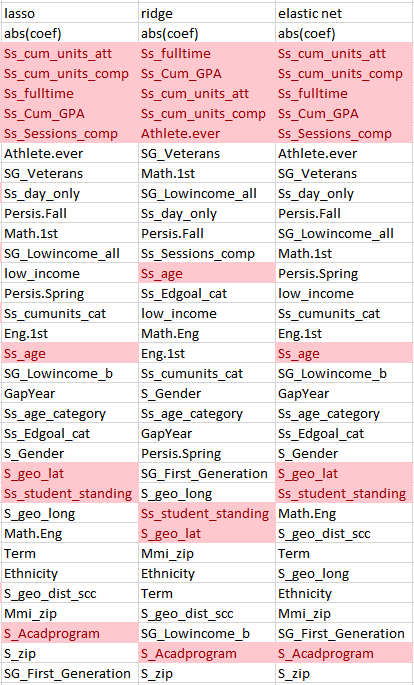 lasso ridge elastic net
abs(coef) abs(coef) abs(coef)
Ss_cum_units_att Ss_fulltime Ss_cum_units_att
Ss_cum_units_comp Ss_Cum_GPA Ss_cum_units_comp
Ss_fulltime Ss_cum_units_att Ss_fulltime
Ss_Cum_GPA Ss_cum_units_comp Ss_Cum_GPA
Ss_Sessions_comp Athlete.ever Ss_Sessions_comp
Athlete.ever SG_Veterans Athlete.ever
SG_Veterans Math.1st SG_Veterans
Ss_day_only SG_Lowincome_all Ss_day_only
Persis.Fall Ss_day_only Persis.Fall
Math.1st Persis.Fall SG_Lowincome_all
SG_Lowincome_all Ss_Sessions_comp Math.1st
low_income Ss_age Persis.Spring
Persis.Spring Ss_Edgoal_cat low_income
Ss_cumunits_cat low_income Ss_cumunits_cat
Eng.1st Math.Eng Eng.1st
Ss_age Eng.1st Ss_age
SG_Lowincome_b Ss_cumunits_cat SG_Lowincome_b
GapYear S_Gender GapYear
Ss_age_category Ss_age_category Ss_age_category
Ss_Edgoal_cat GapYear Ss_Edgoal_cat
S_Gender Persis.Spring S_Gender
S_geo_lat SG_First_Generation S_geo_lat
Ss_student_standing S_geo_long Ss_student_standing
S_geo_long Ss_student_standing Math.Eng
Math.Eng S_geo_lat S_geo_dist_scc
Term Mmi_zip Term
Ethnicity Ethnicity S_geo_long
S_geo_dist_scc Term Ethnicity
Mmi_zip S_geo_dist_scc Mmi_zip
S_Acadprogram SG_Lowincome_b SG_First_Generation
S_zip S_Acadprogram S_Acadprogram
SG_First_Generation S_zip S_zip